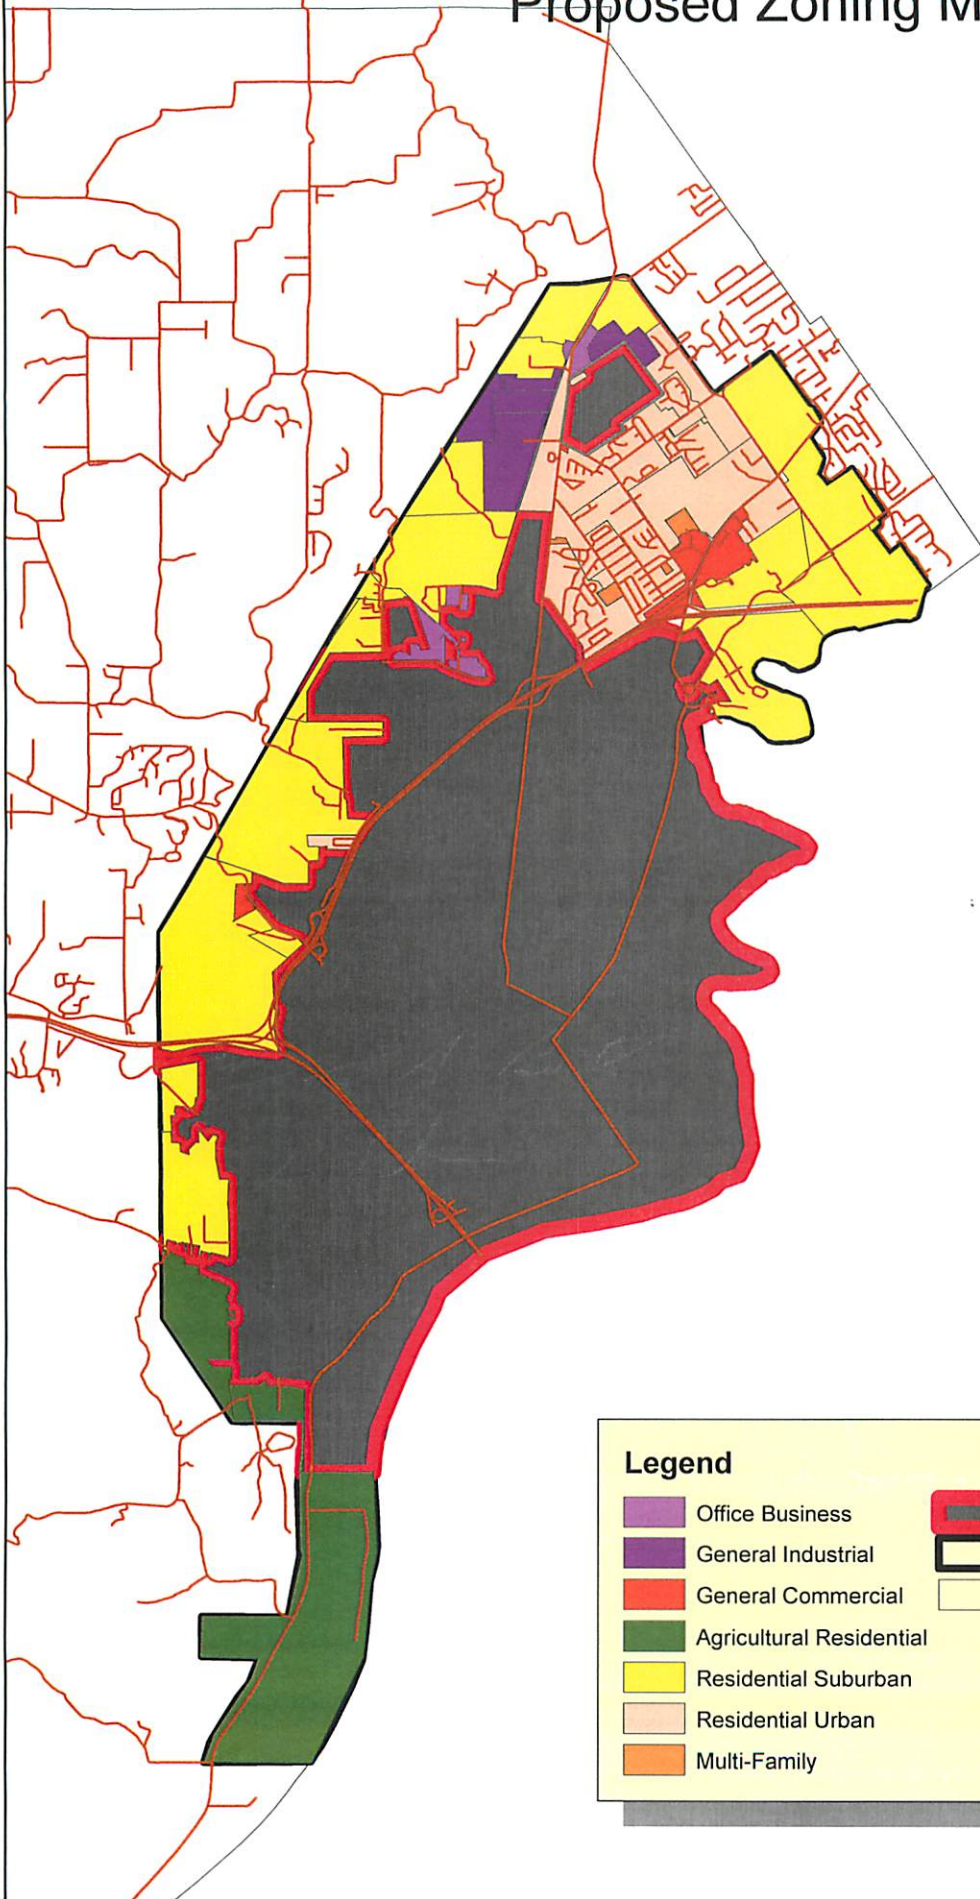 Proposed Zoning M
Legend
Office Business
General Industrial
General Commercial
Agricultural Residential
Residential Suburban
Residential Urban
Multi-Family